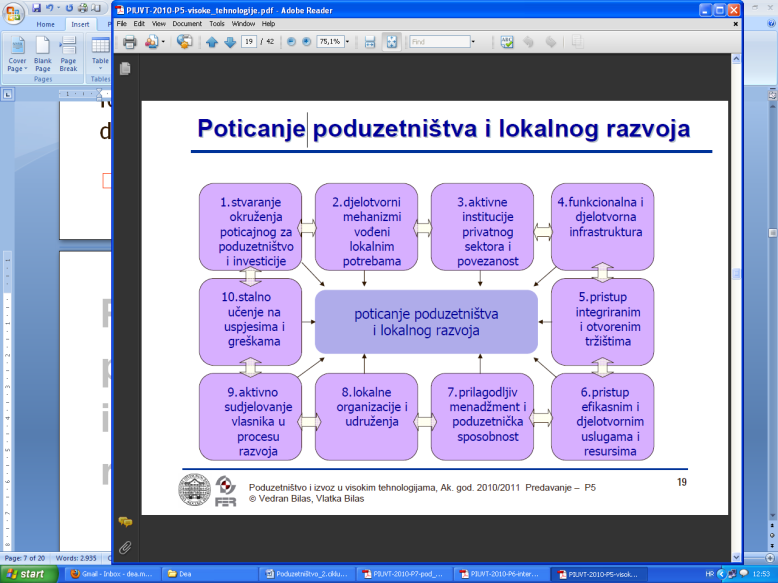 PIUVT-2010-P5-visoke_tehnologije.pdf - Adobe Reader
Home Insert P
File Edit View Document Tools Window Help
19 / 42 75,1% Find
Cover Page
Blank Page
Page Break
Table
Pages
Tables
Poticanje poduzetništva i lokalnog razvoja
1.stvaranje
okruženja
poticajnog za
poduzetništvo
i investicije
2.djelotvorni
mehanizmi
vođeni
lokalnim
potrebama
3.aktivne
institucije
privatnog
sektora i
povezanost
4.funkcionalna i
djelotvorna
infrastruktura
10.stalno
učenje na
uspjesima i
greškama
poticanje poduzetništva
i lokalnog razvoja
5.pristup
integriranim
i otvorenim
tržištima
9.aktivno
sudjelovanje
vlasnika u
procesu
razvoja
8.lokalne
organizacije i
udruženja
7.prilagodljiv
menadžment i
poduzetnička
sposobnost
6.pristup
efikasnim i
djelotvornim
uslugama i
resursima
FER
Poduzetništvo i izvoz u visokim tehnologijama, Ak. god. 2010/2011 Predavanje – P5
© Vedran Bilas, Vlatka Bilas
19
Page: 7 of 20 Words: 2.935
start
Gmail - Inbox - dea.m...
Dea
Poduzetništvo_2.ciklu...
PIUVT-2010-P7-pod_...
PIUVT-2010-P6-inter...
PIUVT-2010-P5-visok...
HR
12:53